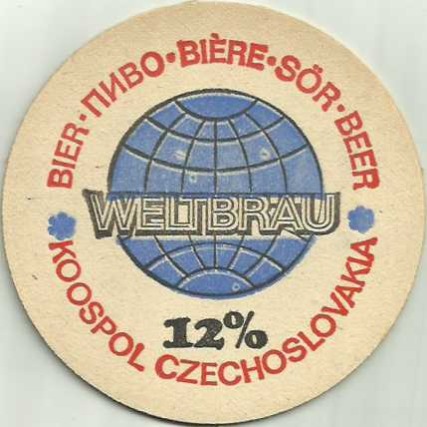 BIER·ПИВО·BIÈRE·SÖR·BEER
WELTBRAU
12%
KOOSPOL CZECHOSLOVAKIA